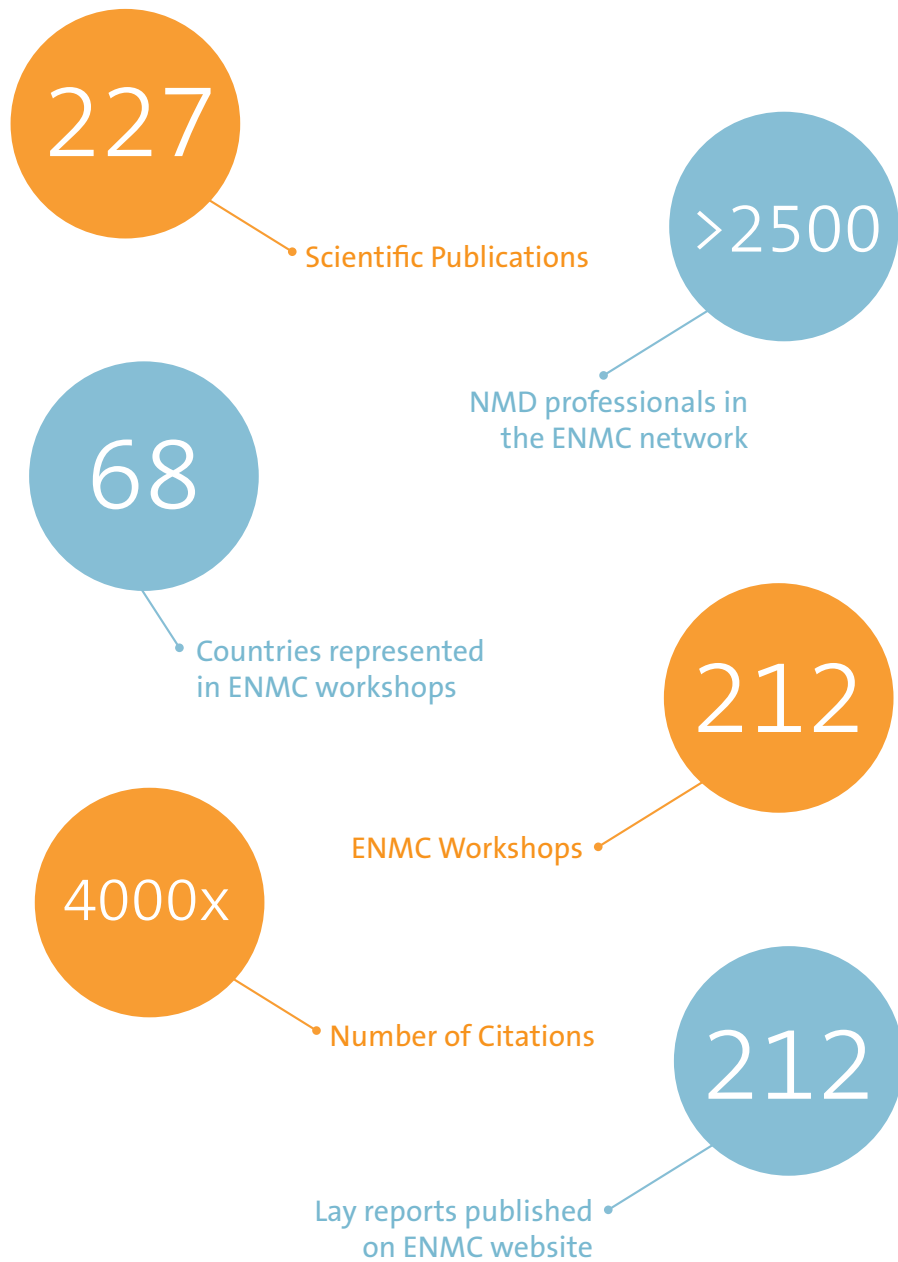 227
Scientific Publications
>2500
NMD professionals in
the ENMC network
68
Countries represented
in ENMC workshops
212
ENMC Workshops
4000x
Number of Citations
212
Lay reports published
on ENMC website